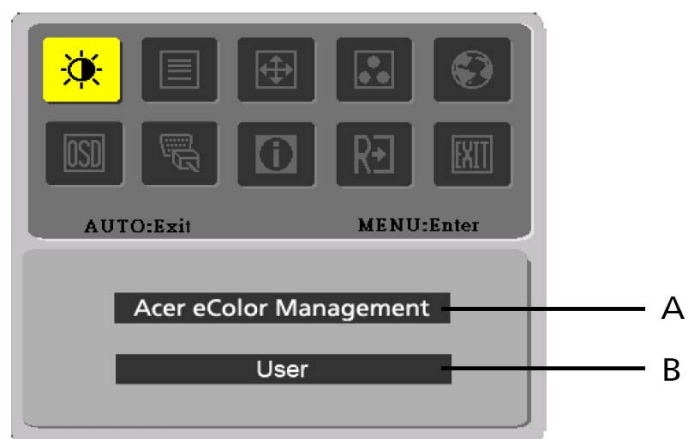 OSD
i
R
EXIT
AUTO:Exit MENU:Enter
Acer eColor Management A
User B